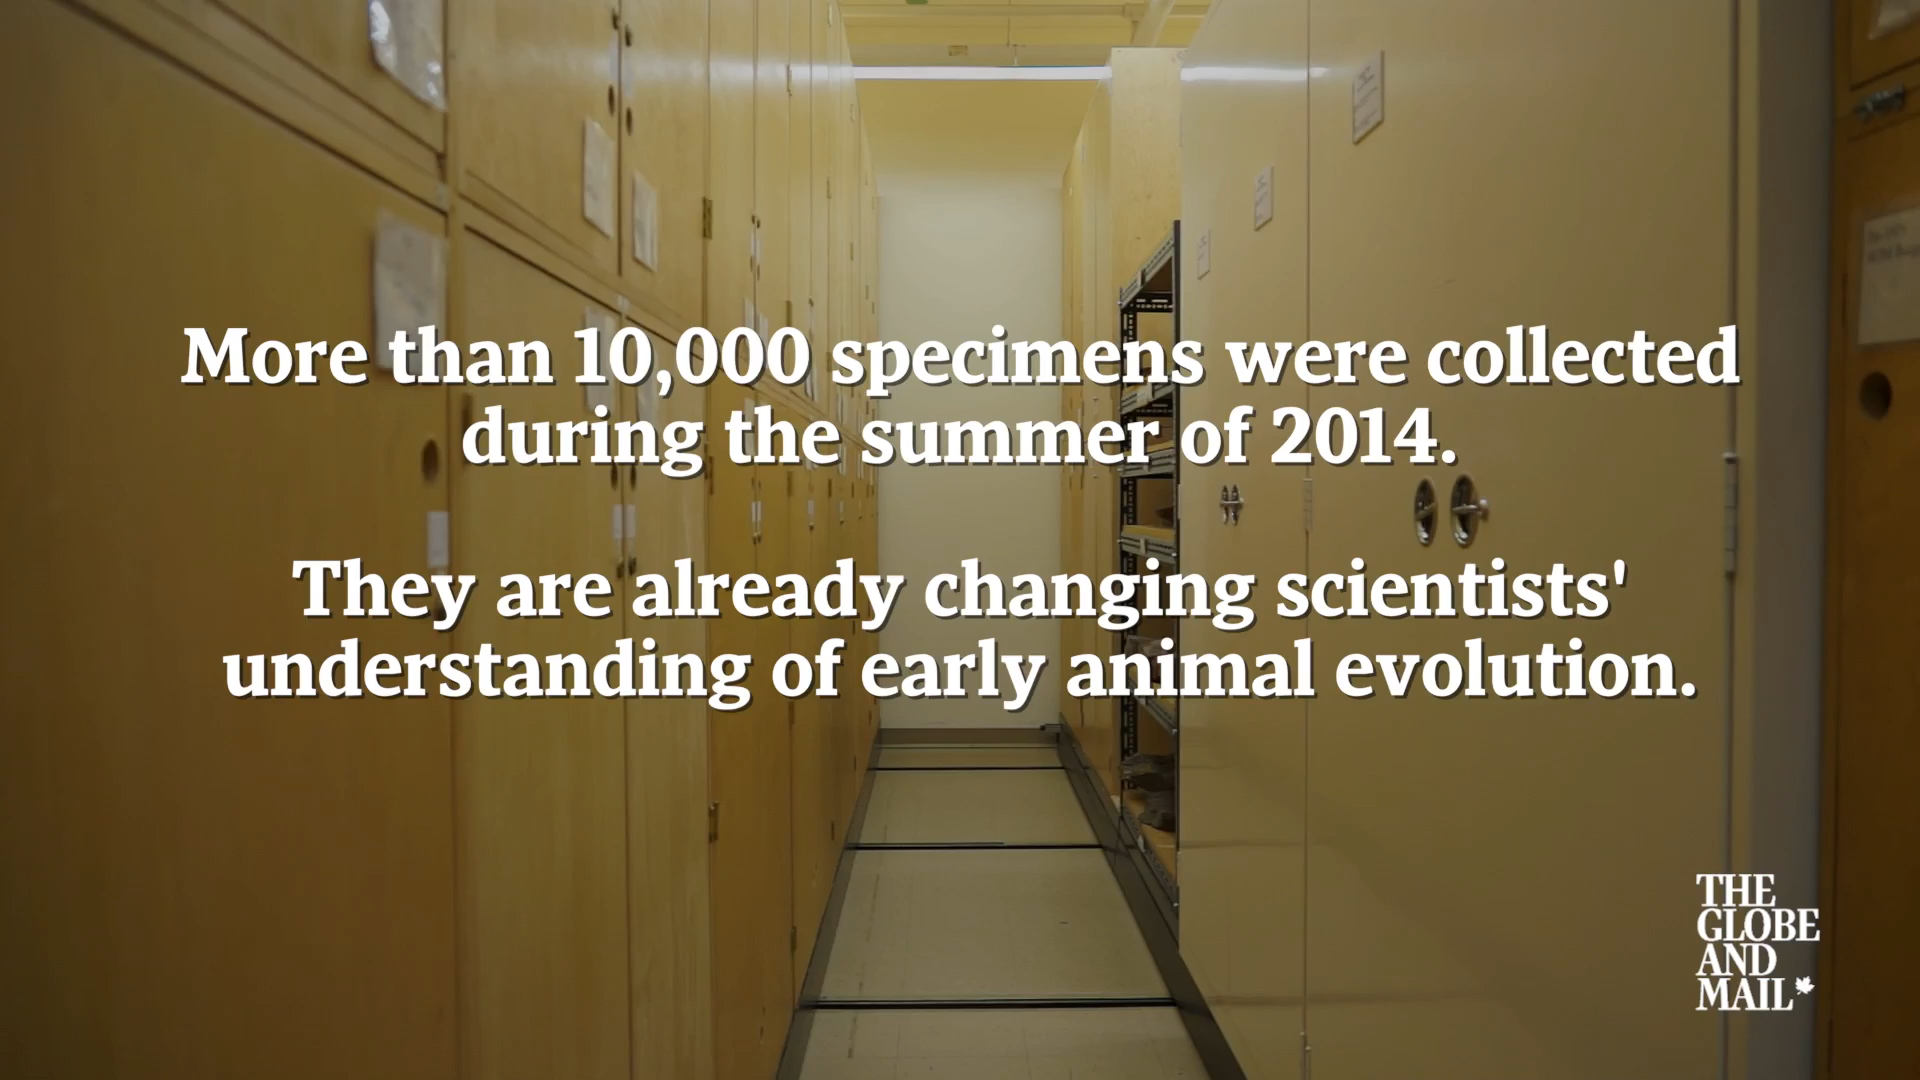 More than 10,000 specimens were collected
during the summer of 2014.
They are already changing scientists'
understanding of early animal evolution.
THE
GLOBE
AND
MAIL